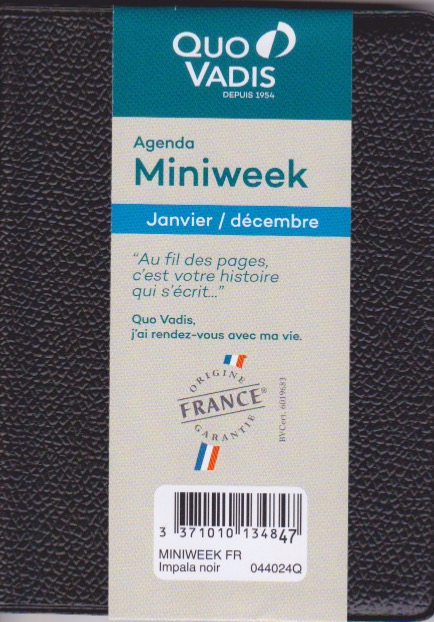 QUO
VADIS
DEPUIS 1954
Agenda
Miniweek
Janvier / décembre
“Au fil des pages,
c’est votre histoire
qui s’écrit...”
Quo Vadis,
j’ai rendez-vous avec ma vie.
ORIGINE
FRANCE®
GARANTIE
BVCert. 6019683
3 371010 134847
MINIWEEK FR
Impala noir 044024Q